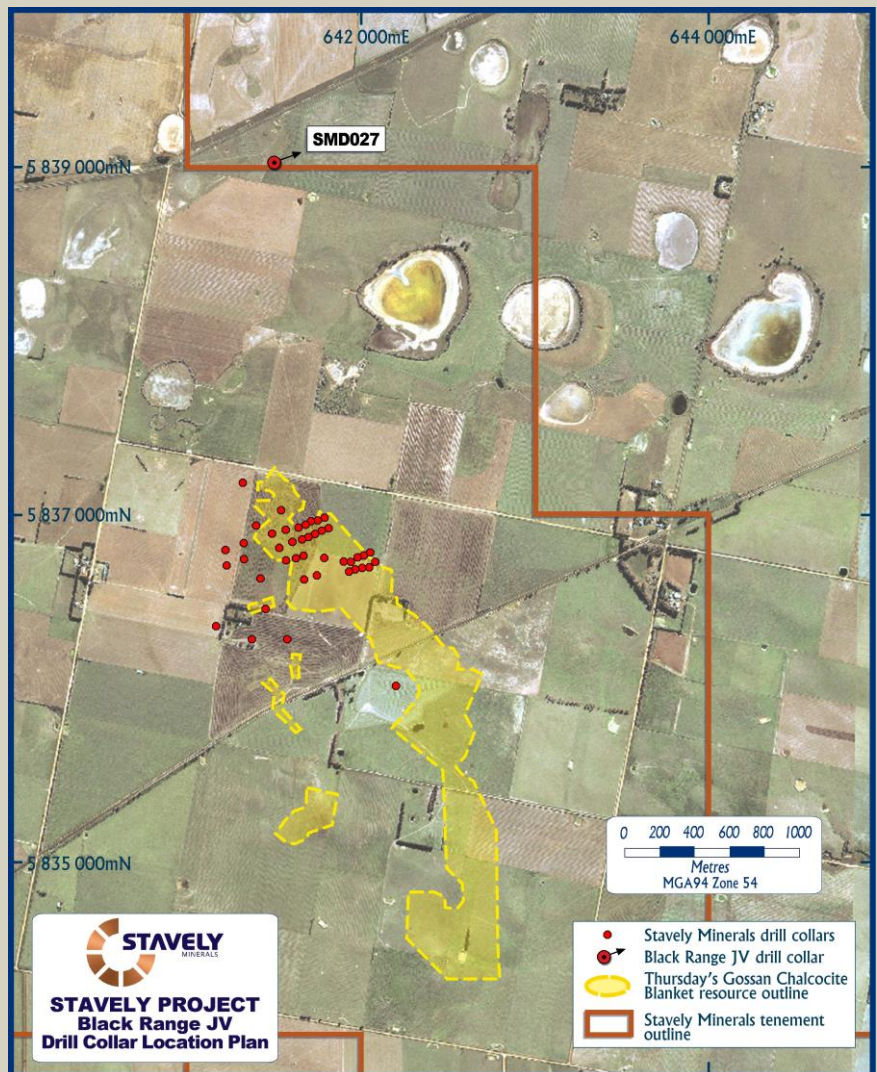 642 000mE
644 000mE
SMD027
5 839 000mN
5 837 000mN
5 835 000mN
0 200 400 600 800 1000
Metres
MGA94 Zone 54
STAVELY
MINERALS
STAVELY PROJECT
Black Range JV
Drill Collar Location Plan
Stavely Minerals drill collars
Black Range JV drill collar
Thursday's Gossan Chalcocite
Blanket resource outline
Stavely Minerals tenement
outline